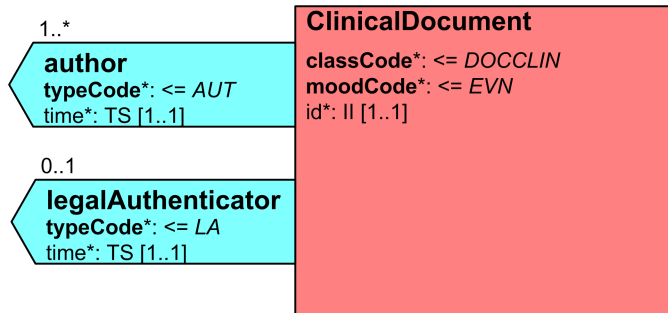 1..*
author
typeCode*: <= AUT
time*: TS [1..1]
0..1
legalAuthenticator
typeCode*: <= LA
time*: TS [1..1]
ClinicalDocument
classCode*: <= DOCCLIN
moodCode*: <= EVN
id*: II [1..1]